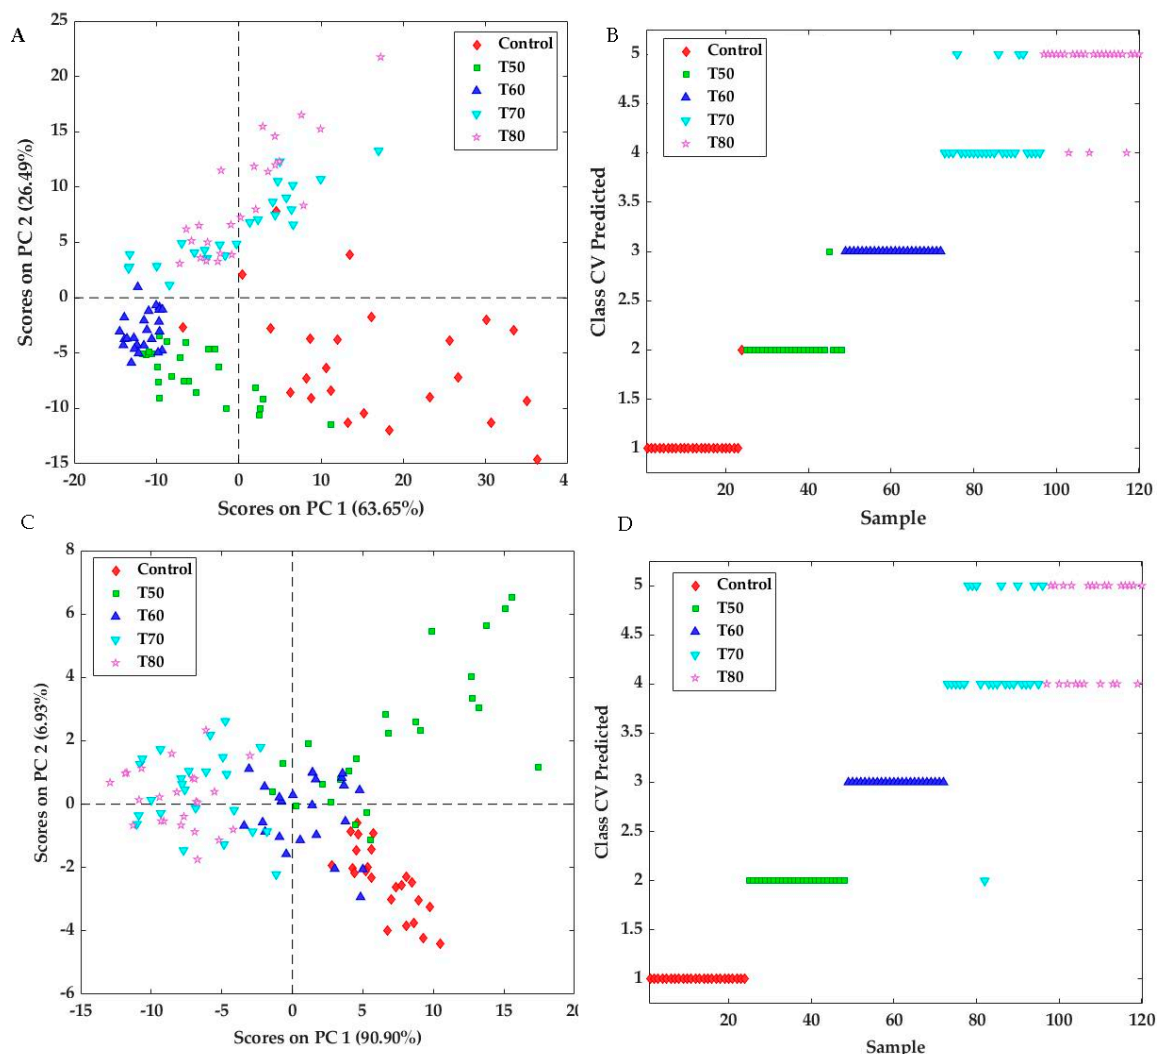 A
25
20
15
10
5
0
-5
-10
-15
-20
-10
0
10
20
30
4
Scores on PC 2 (26.49%)
Scores on PC 1 (63.65%)
Control
T50
T60
T70
T80
B
5
4.5
4
3.5
3
2.5
2
1.5
1
20
40
60
80
100
120
Class CV Predicted
Sample
Control
T50
T60
T70
T80
C
8
6
4
2
0
-2
-4
-6
-15
-10
-5
0
5
10
15
20
Scores on PC 2 (6.93%)
Scores on PC 1 (90.90%)
Control
T50
T60
T70
T80
D
5
4.5
4
3.5
3
2.5
2
1.5
1
20
40
60
80
100
120
Class CV Predicted
Sample
Control
T50
T60
T70
T80